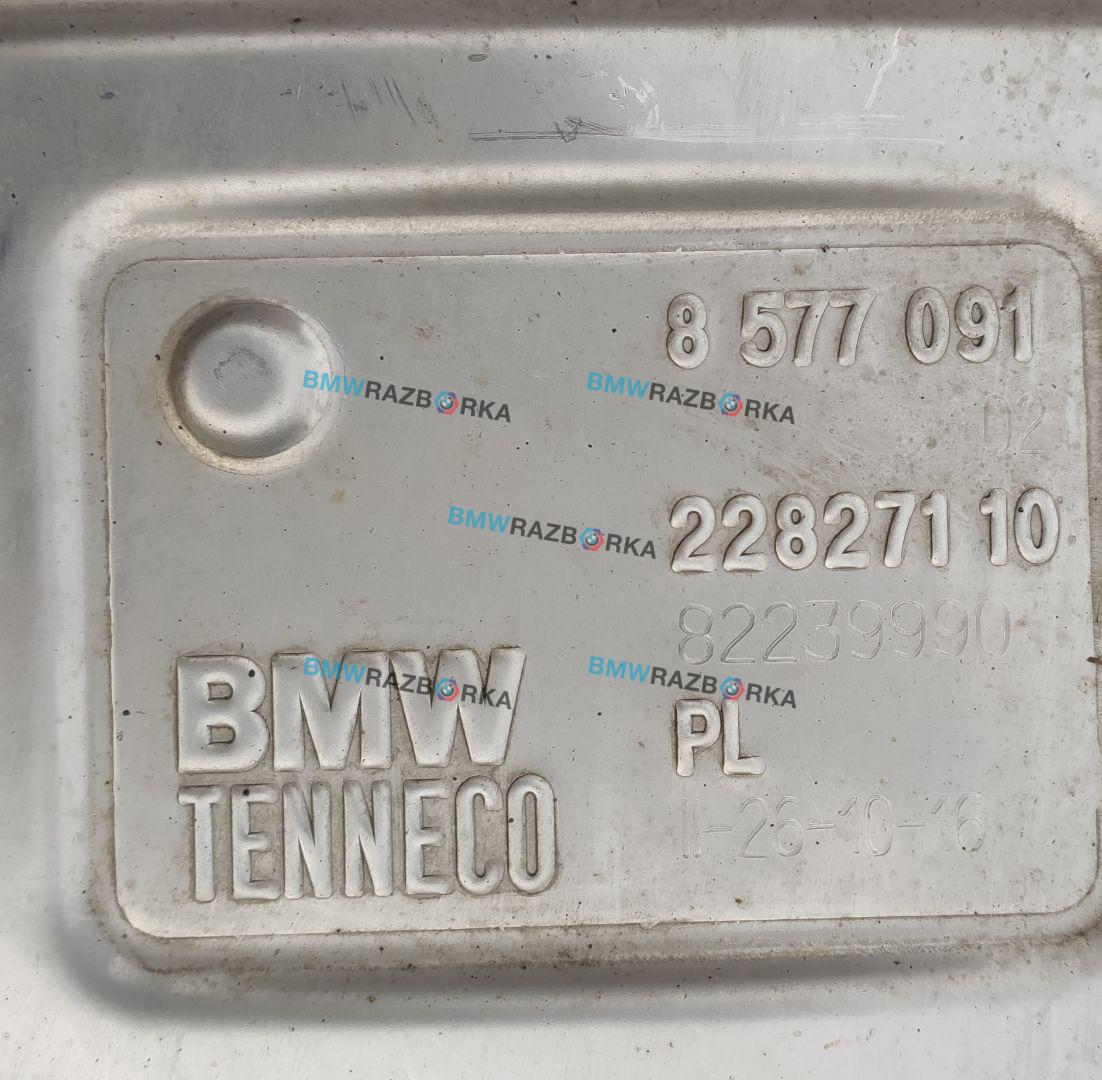 8 577 091
02
BMWRAZBORKA BMWRAZBORKA
228271 10
BMWRAZBORKA
82239990
BMW
BMWRAZBORKA BMWRAZBORKA
PL
TENNECO
II-26-10-16